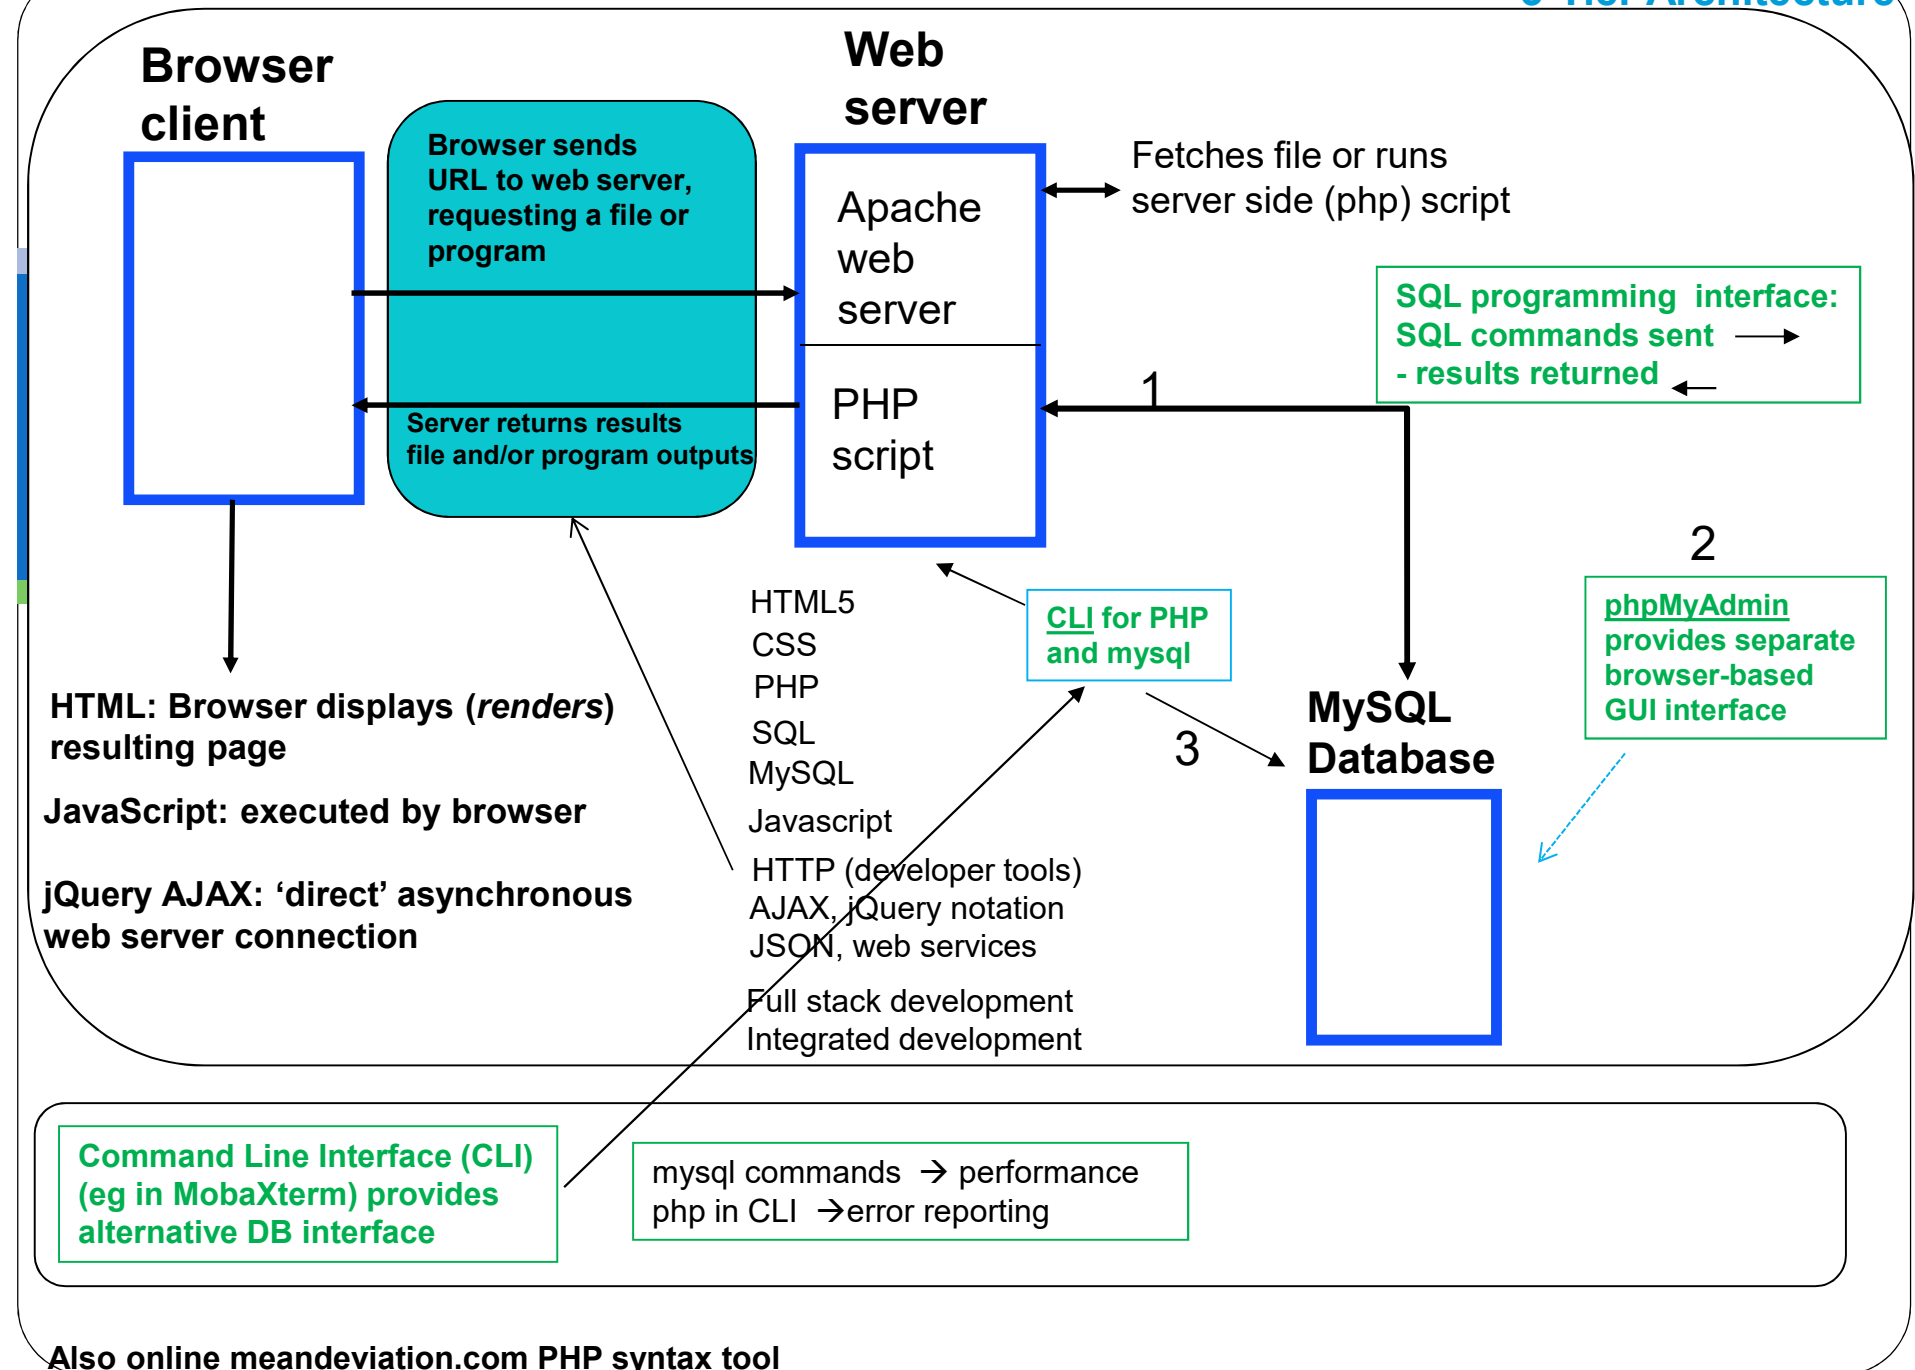 3-Tier Architecture
Browser
client
Web
server
Browser sends
URL to web server,
requesting a file or
program
Server returns results
file and/or program outputs
Apache
web
server
PHP
script
Fetches file or runs
server side (php) script
SQL programming interface:
SQL commands sent
- results returned
1
2
phpMyAdmin
provides separate
browser-based
GUI interface
CLI for PHP
and mysql
3
MySQL
Database
HTML: Browser displays (renders)
resulting page
JavaScript: executed by browser
jQuery AJAX: ‘direct’ asynchronous
web server connection
HTML5
CSS
PHP
SQL
MySQL
Javascript
HTTP (developer tools)
AJAX, jQuery notation
JSON, web services
Full stack development
Integrated development
Command Line Interface (CLI)
(eg in MobaXterm) provides
alternative DB interface
mysql commands → performance
php in CLI →error reporting
Also online meandeviation.com PHP syntax tool